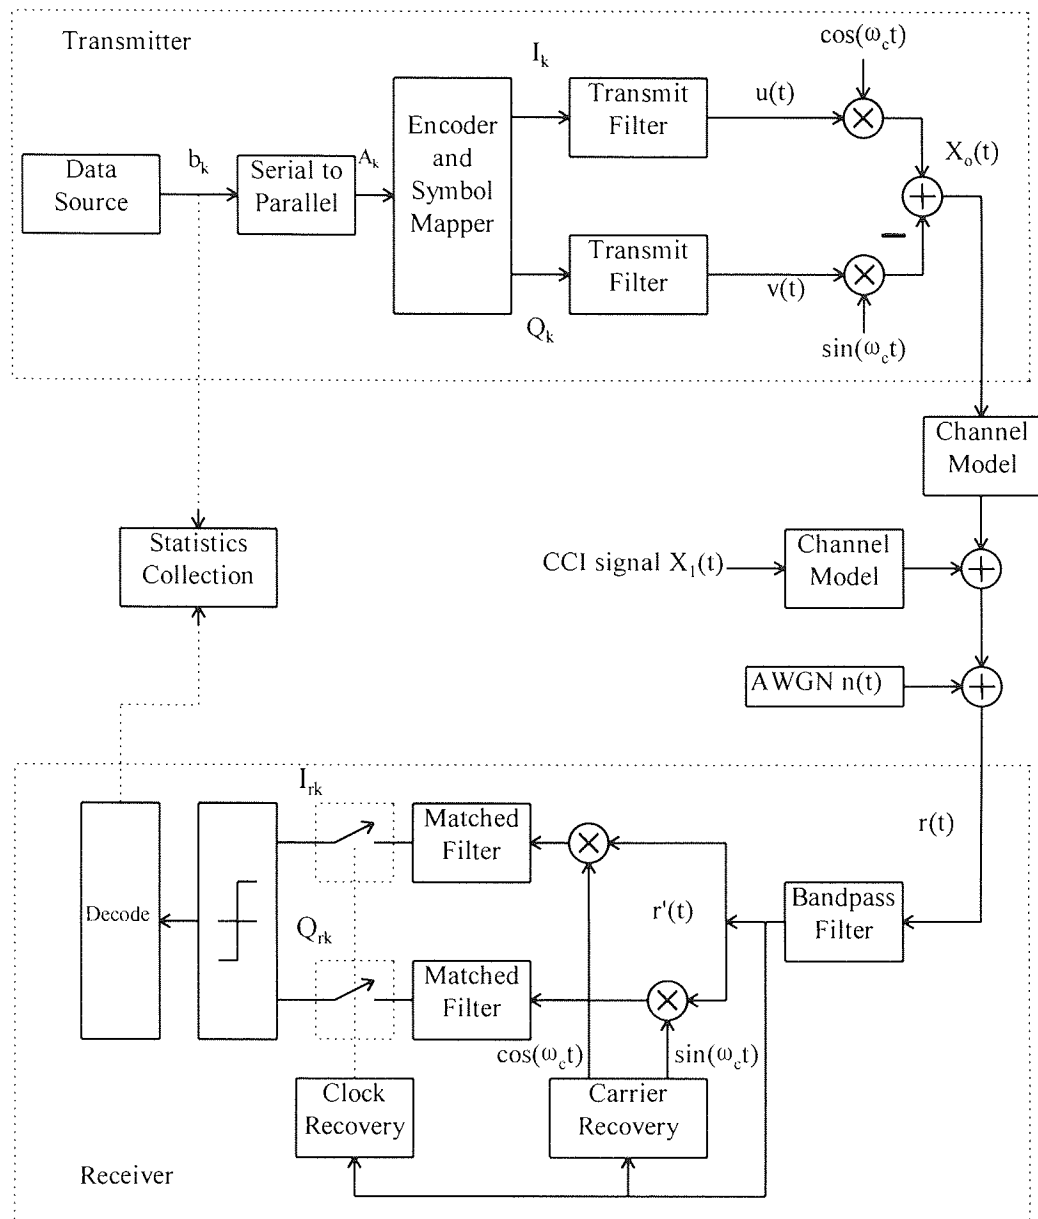 Transmitter
cos(ω_c t)
I_k
Transmit
Filter
u(t)
Encoder
and
Symbol
Mapper
X_o(t)
Data
Source
b_k
Serial to
Parallel
A_k
Transmit
Filter
v(t)
Q_k
sin(ω_c t)
Channel
Model
Statistics
Collection
CCI signal X_1(t)
Channel
Model
AWGN n(t)
I_rk
Matched
Filter
r(t)
Decode
Q_rk
r'(t)
Bandpass
Filter
Matched
Filter
cos(ω_c t)
sin(ω_c t)
Clock
Recovery
Carrier
Recovery
Receiver